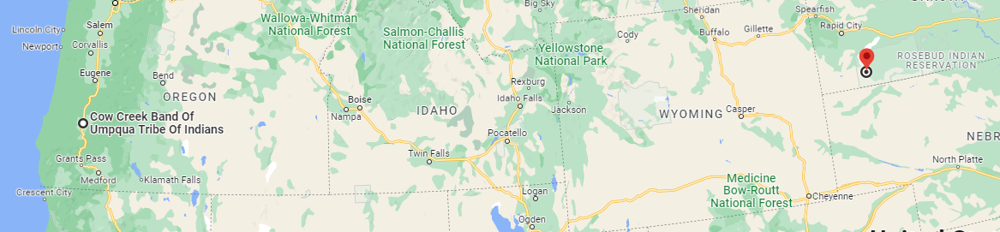 Big Sky
Sheridan
Spearfish
Wallowa-Whitman
National Forest
Salem
Lincoln City
Rapid City
Buffalo
Gillette
Salmon-Challis
National Forest
Cody
Newport
Corvallis
Yellowstone
National Park
ROSEBUD INDIAN
RESERVATION
Eugene
Bend
Rexburg
OREGON
Boise
Idaho Falls
IDAHO
Jackson
WYOMING
Casper
Nampa
Cow Creek Band Of
Umpqua Tribe Of Indians
Pocatello
NEBR
Twin Falls
Grants Pass
North Platte
Medford
Klamath Falls
Medicine
Bow-Routt
National Forest
Crescent City
Logan
Cheyenne
Ogden